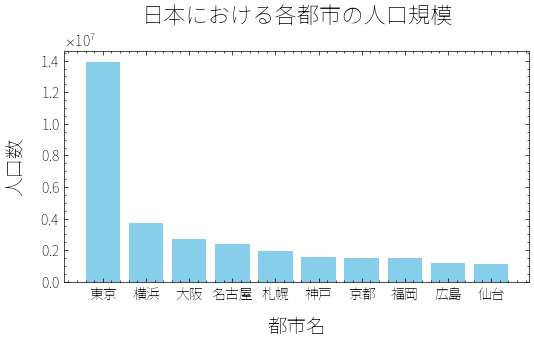 日本における各都市の人口規模
×10⁷
1.4
1.2
1.0
0.8
0.6
0.4
0.2
0.0
人口数
東京 横浜 大阪 名古屋 札幌 神戸 京都 福岡 広島 仙台
都市名